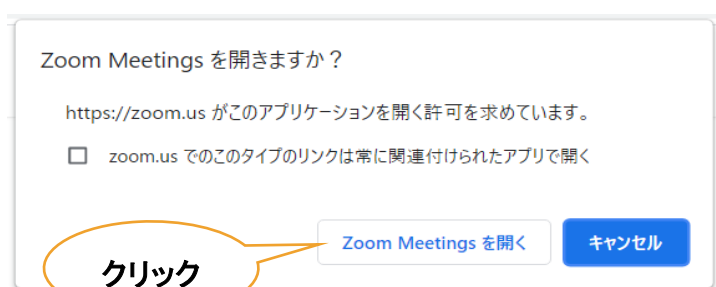 Zoom Meetings を開きますか？
https://zoom.us がこのアプリケーションを開く許可を求めています。
zoom.us でのこのタイプのリンクは常に関連付けられたアプリで開く
Zoom Meetings を開く
キャンセル
クリック